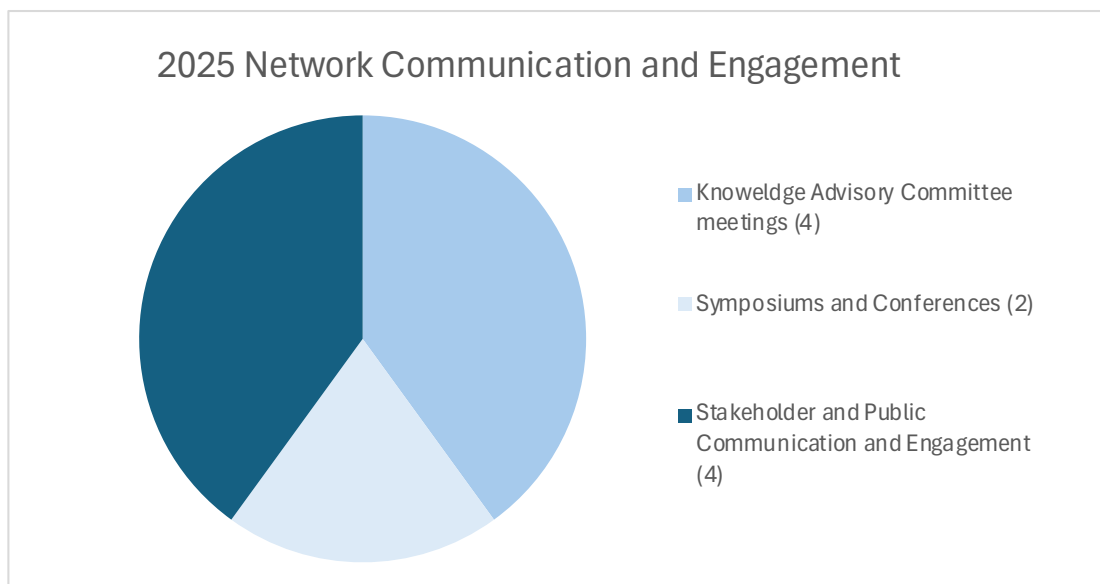 2025 Network Communication and Engagement
Knoweldge Advisory Committee
meetings (4)
Symposiums and Conferences (2)
Stakeholder and Public
Communication and Engagement
(4)